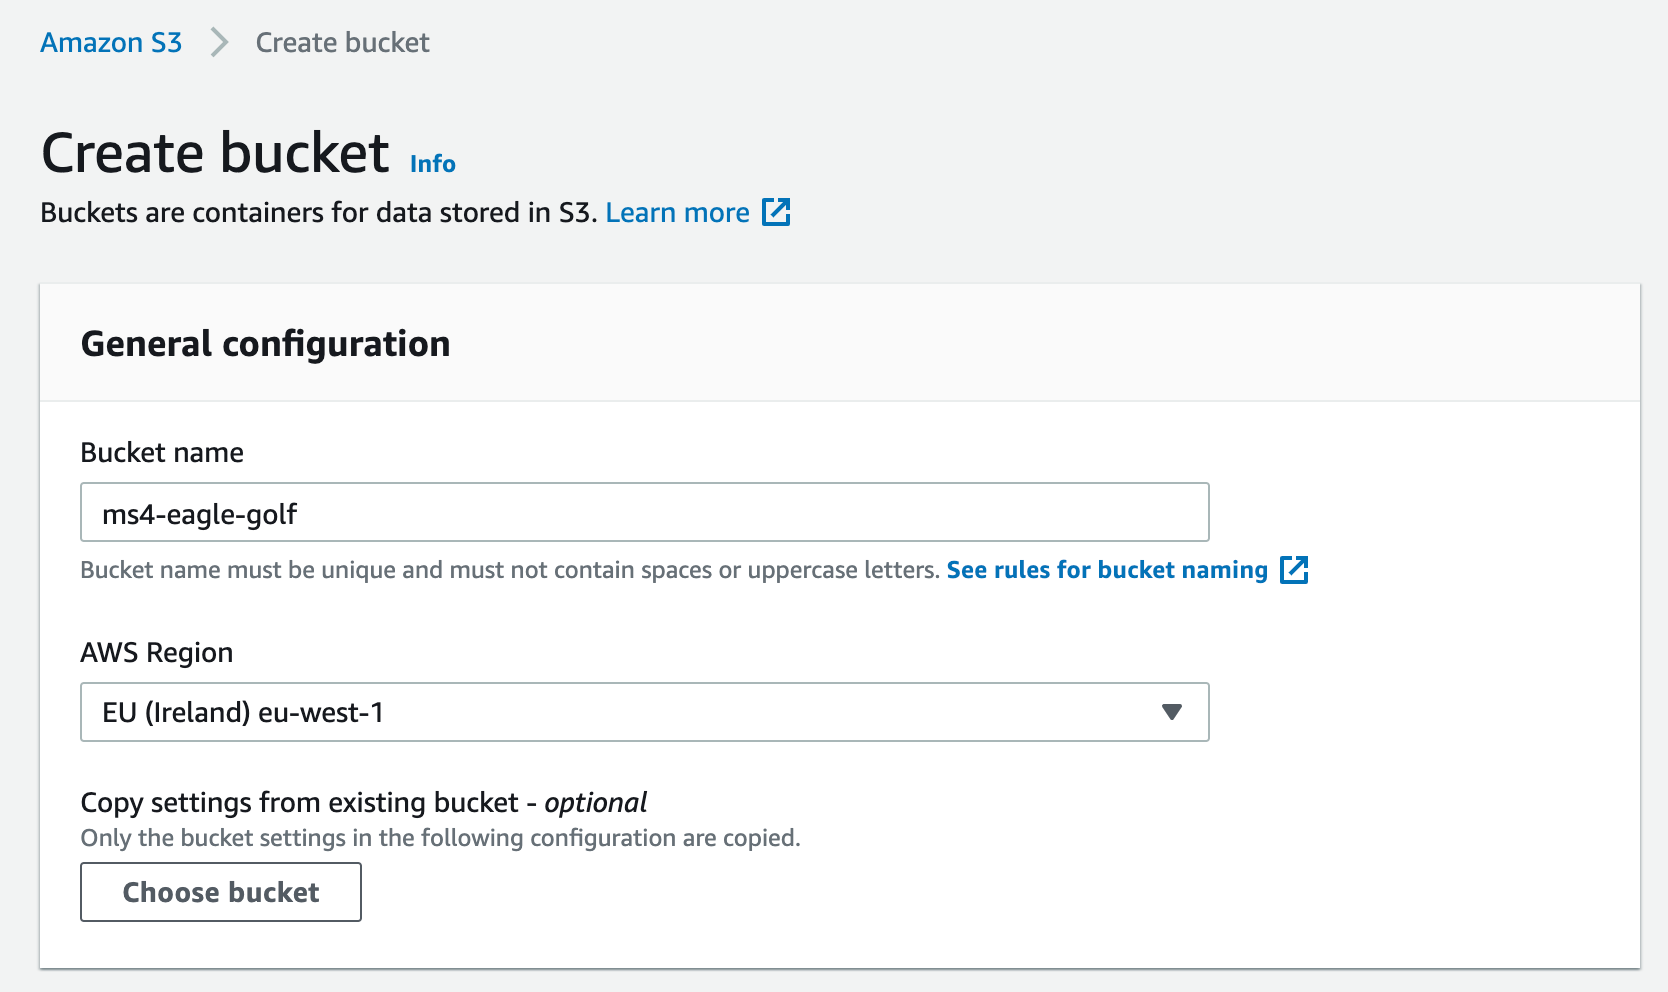 Amazon S3 > Create bucket
Create bucket Info
Buckets are containers for data stored in S3. Learn more
General configuration
Bucket name
ms4-eagle-golf
Bucket name must be unique and must not contain spaces or uppercase letters. See rules for bucket naming
AWS Region
EU (Ireland) eu-west-1
Copy settings from existing bucket - optional
Only the bucket settings in the following configuration are copied.
Choose bucket